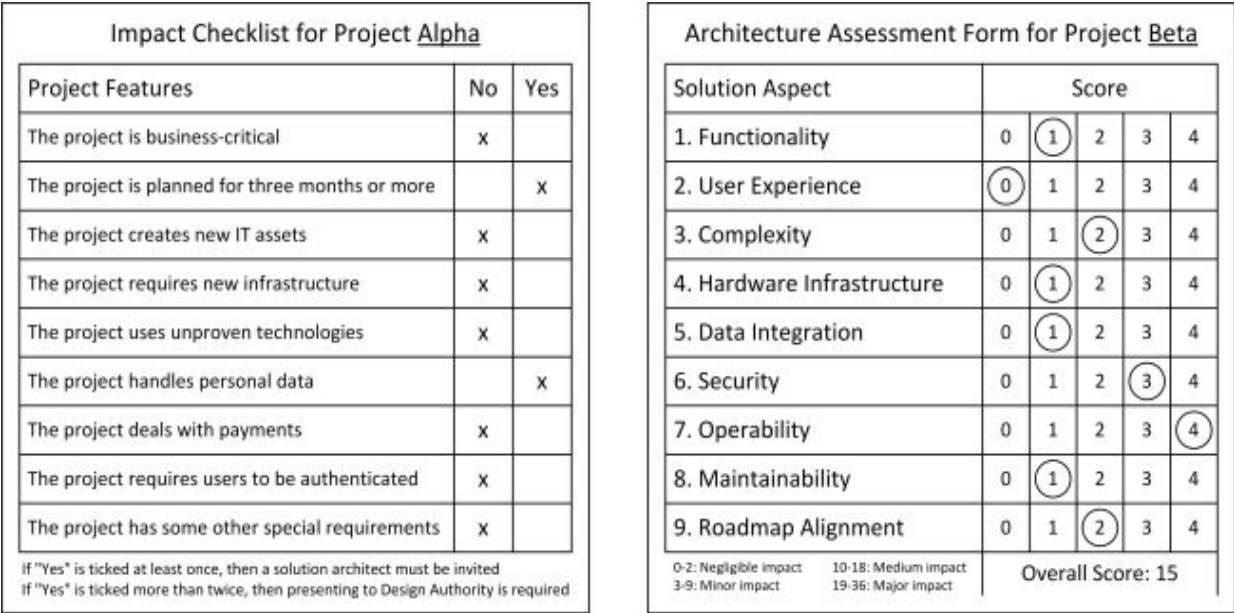 Impact Checklist for Project Alpha
Project Features No Yes
The project is business-critical x
The project is planned for three months or more x
The project creates new IT assets x
The project requires new infrastructure x
The project uses unproven technologies x
The project handles personal data x
The project deals with payments x
The project requires users to be authenticated x
The project has some other special requirements x
If "Yes" is ticked at least once, then a solution architect must be invited
If "Yes" is ticked more than twice, then presenting to Design Authority is required
Architecture Assessment Form for Project Beta
Solution Aspect Score
1. Functionality 0 1 2 3 4
2. User Experience 0 1 2 3 4
3. Complexity 0 1 2 3 4
4. Hardware Infrastructure 0 1 2 3 4
5. Data Integration 0 1 2 3 4
6. Security 0 1 2 3 4
7. Operability 0 1 2 3 4
8. Maintainability 0 1 2 3 4
9. Roadmap Alignment 0 1 2 3 4
0-2: Negligible impact 10-18: Medium impact
3-9: Minor impact 19-36: Major impact
Overall Score: 15